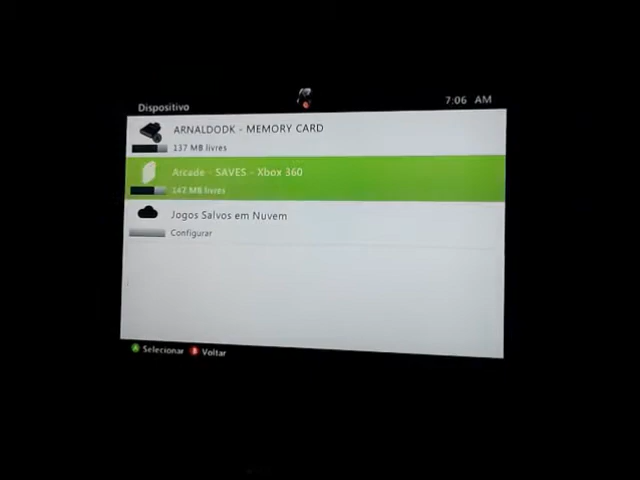 Dispositivo
7:06 AM
ARNALDODK - MEMORY CARD
137 MB livres
Arcade - SAVES - Xbox 360
147 MB livres
Jogos Salvos em Nuvem
Configurar
A Selecionar B Voltar